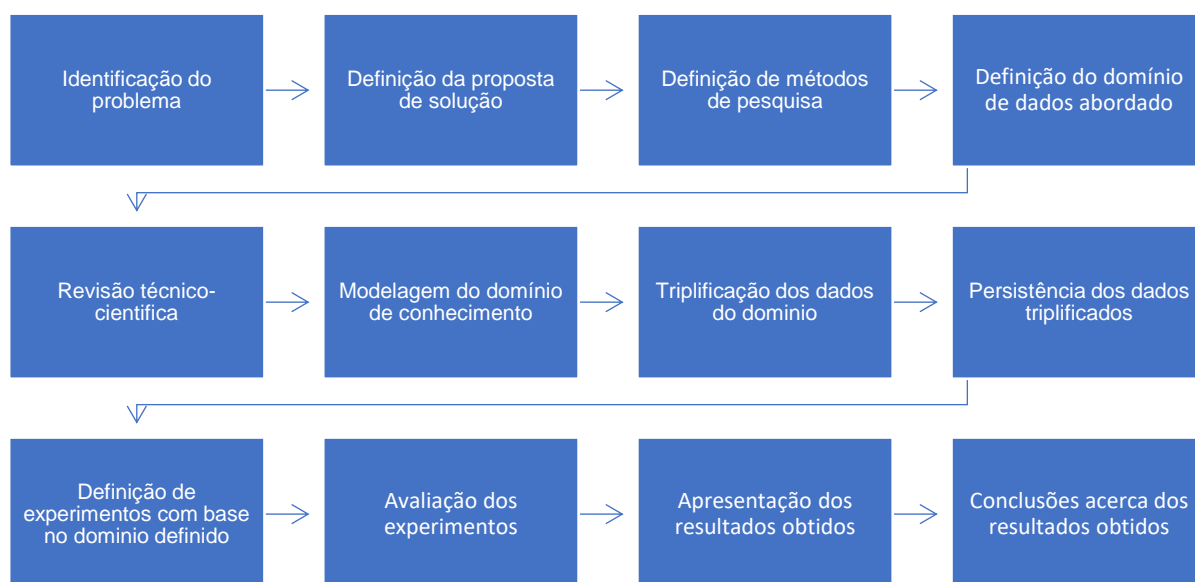 Identificação do
problema
Definição da proposta
de solução
Definição de métodos
de pesquisa
Definição do domínio
de dados abordado
Revisão técnico-
cientifica
Modelagem do domínio
de conhecimento
Triplificação dos dados
do dominio
Persistência dos dados
triplificados
Definição de
experimentos com base
no dominio definido
Avaliação dos
experimentos
Apresentação dos
resultados obtidos
Conclusões acerca dos
resultados obtidos